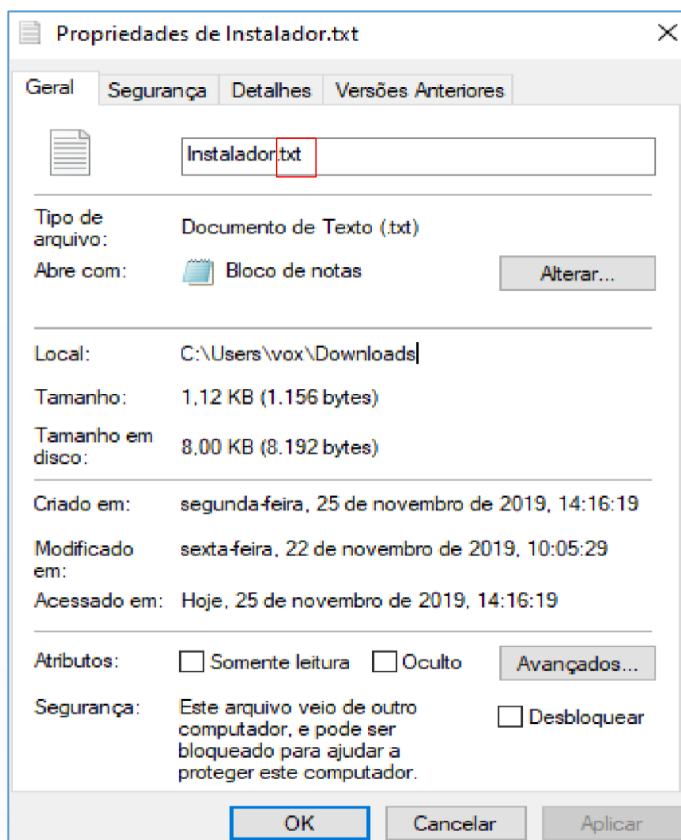 Propriedades de Instalador.txt
Geral Segurança Detalhes Versões Anteriores
Instalador.txt
Tipo de arquivo: Documento de Texto (.txt)
Abre com: Bloco de notas Alterar...
Local: C:\Users\vox\Downloads
Tamanho: 1,12 KB (1.156 bytes)
Tamanho em disco: 8,00 KB (8.192 bytes)
Criado em: segunda-feira, 25 de novembro de 2019, 14:16:19
Modificado em: sexta-feira, 22 de novembro de 2019, 10:05:29
Acessado em: Hoje, 25 de novembro de 2019, 14:16:19
Atributos: Somente leitura Oculto Avançados...
Segurança: Este arquivo veio de outro
computador, e pode ser
bloqueado para ajudar a
proteger este computador.
Desbloquear
OK Cancelar Aplicar